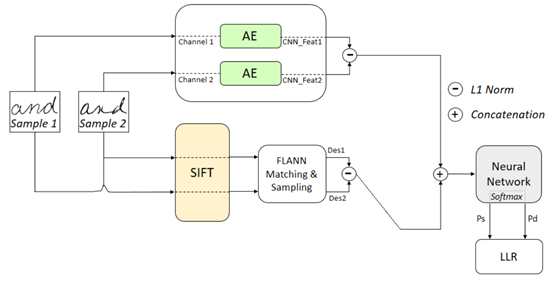 Channel 1
AE
CNN_Feat1
Channel 2
AE
CNN_Feat2
and
Sample 1
and
Sample 2
L1 Norm
Concatenation
SIFT
FLANN
Matching &
Sampling
Des1
Des2
Neural
Network
Softmax
Ps
Pd
LLR